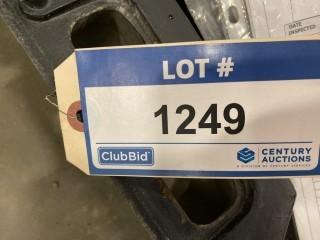 DATE
INSPECTED
LOT #
1249
ClubBid
CENTURY
AUCTIONS
A DIVISION OF CENTURY SERVICES